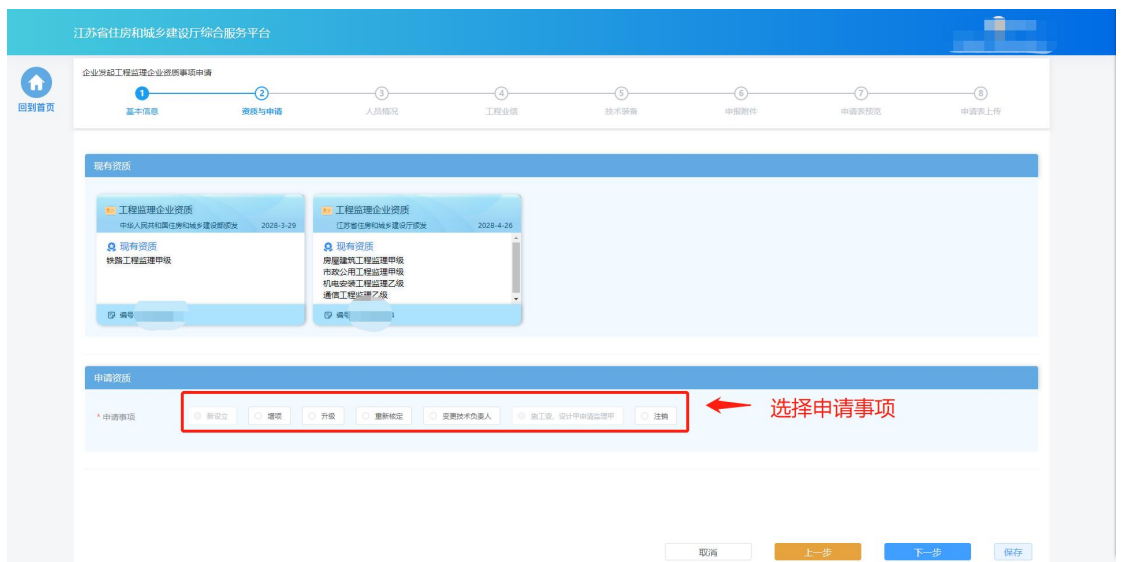 江苏省住房和城乡建设厅综合服务平台
回到首页
企业发起工程监理企业资质事项申请
1 2 3 4 5 6 7 8
基本信息 资质与申请 人员情况 工程业绩 技术装备 申报附件 申请表预览 申请表上传
现有资质
工程监理企业资质
中华人民共和国住房和城乡建设部颁发 2028-3-29
现有资质
铁路工程监理甲级
编号
工程监理企业资质
江苏省住房和城乡建设厅颁发 2028-4-26
现有资质
房屋建筑工程监理甲级
市政公用工程监理甲级
机电安装工程监理乙级
通信工程监理乙级
编号
申请资质
* 申请事项 新设立 增项 升级 重新核定 变更技术负责人 施工壹、设计甲申请监理甲 注销
选择申请事项
取消 上一步 下一步 保存